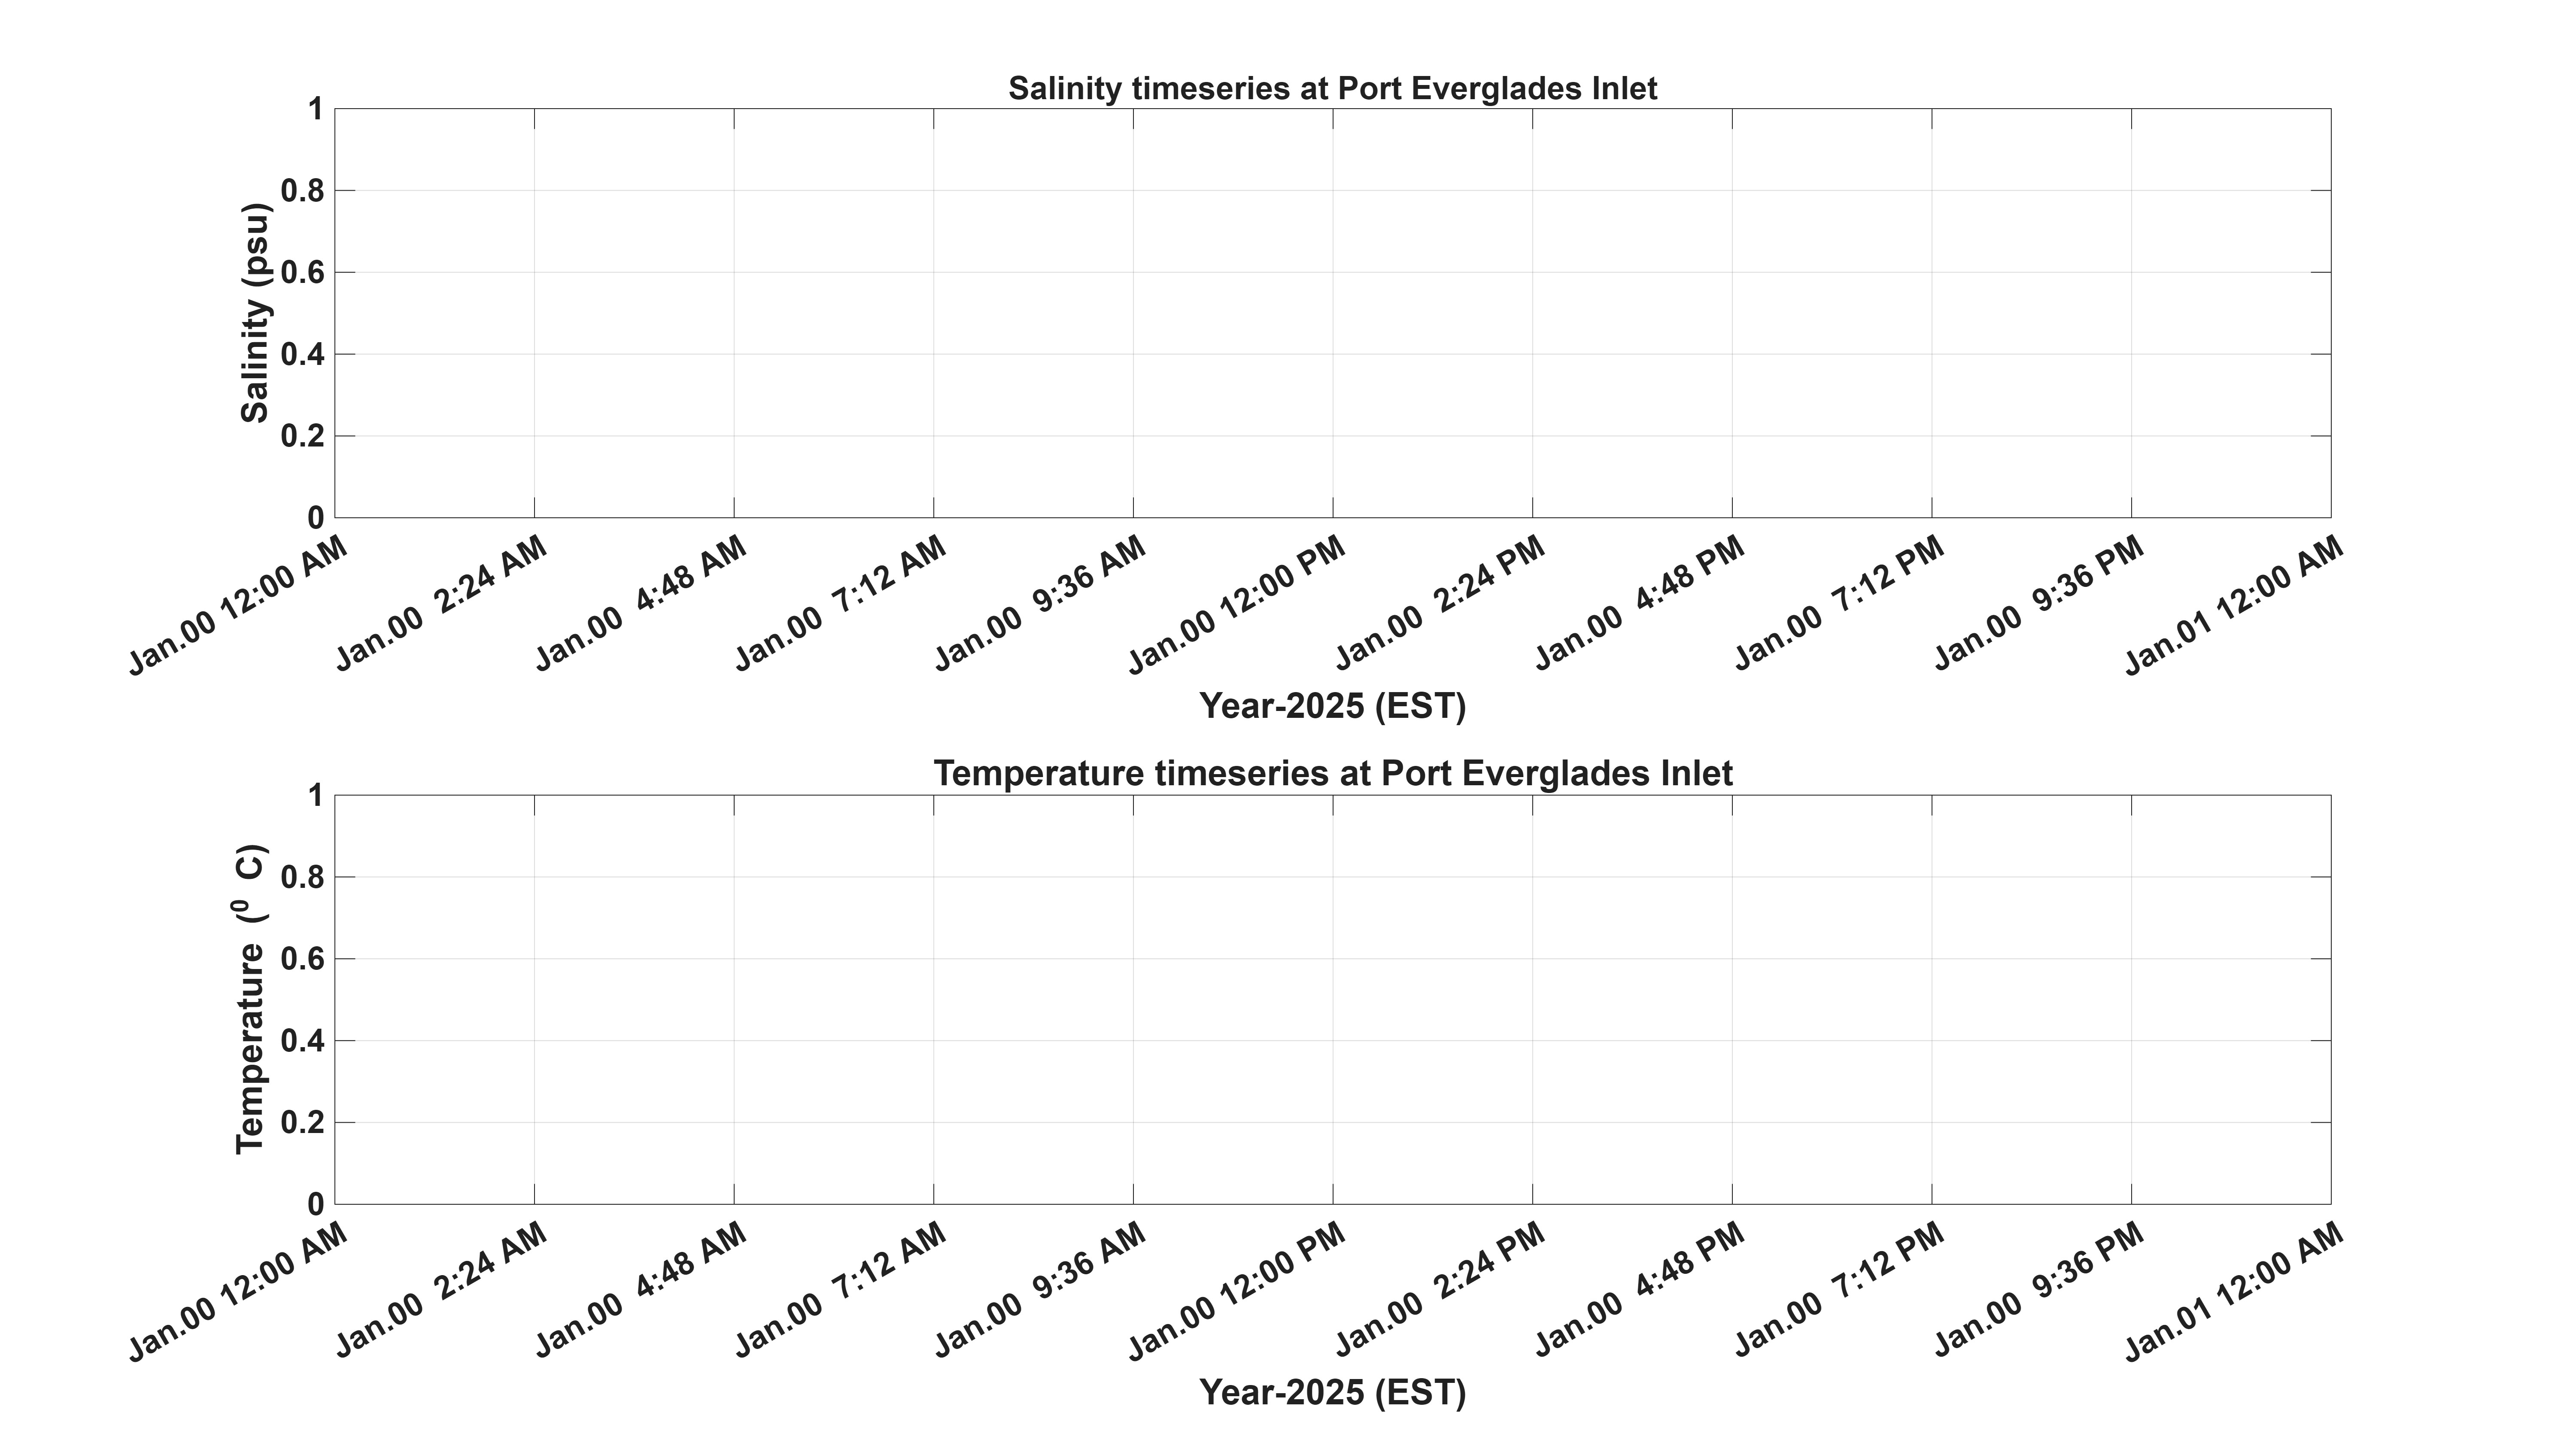 Salinity timeseries at Port Everglades Inlet
1
0.8
0.6
0.4
0.2
0
Salinity (psu)
Jan.00 12:00 AM
Jan.00  2:24 AM
Jan.00  4:48 AM
Jan.00  7:12 AM
Jan.00  9:36 AM
Jan.00 12:00 PM
Jan.00  2:24 PM
Jan.00  4:48 PM
Jan.00  7:12 PM
Jan.00  9:36 PM
Jan.01 12:00 AM
Year-2025 (EST)
Temperature timeseries at Port Everglades Inlet
1
0.8
0.6
0.4
0.2
0
Temperature  (⁰  C)
Jan.00 12:00 AM
Jan.00  2:24 AM
Jan.00  4:48 AM
Jan.00  7:12 AM
Jan.00  9:36 AM
Jan.00 12:00 PM
Jan.00  2:24 PM
Jan.00  4:48 PM
Jan.00  7:12 PM
Jan.00  9:36 PM
Jan.01 12:00 AM
Year-2025 (EST)